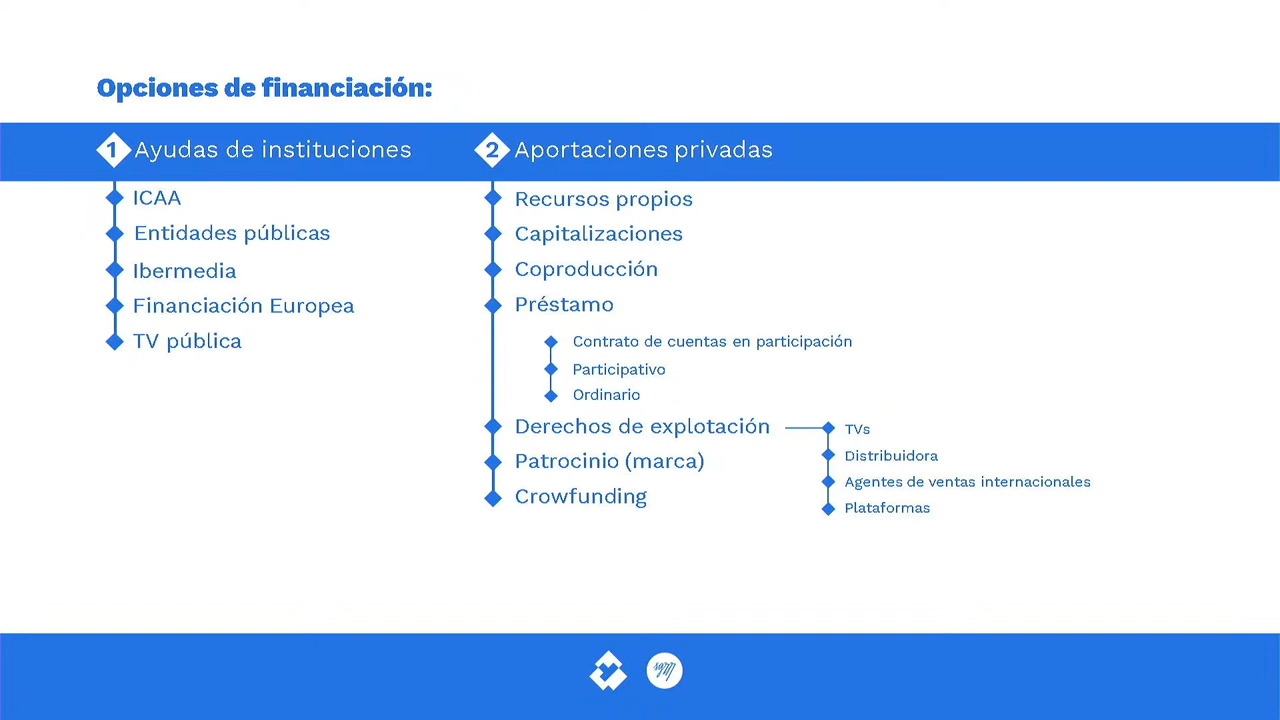 Opciones de financiación:
1 Ayudas de instituciones
ICAA
Entidades públicas
Ibermedia
Financiación Europea
TV pública
2 Aportaciones privadas
Recursos propios
Capitalizaciones
Coproducción
Préstamo
Contrato de cuentas en participación
Participativo
Ordinario
Derechos de explotación
TVs
Distribuidora
Agentes de ventas internacionales
Plataformas
Patrocinio (marca)
Crowfunding